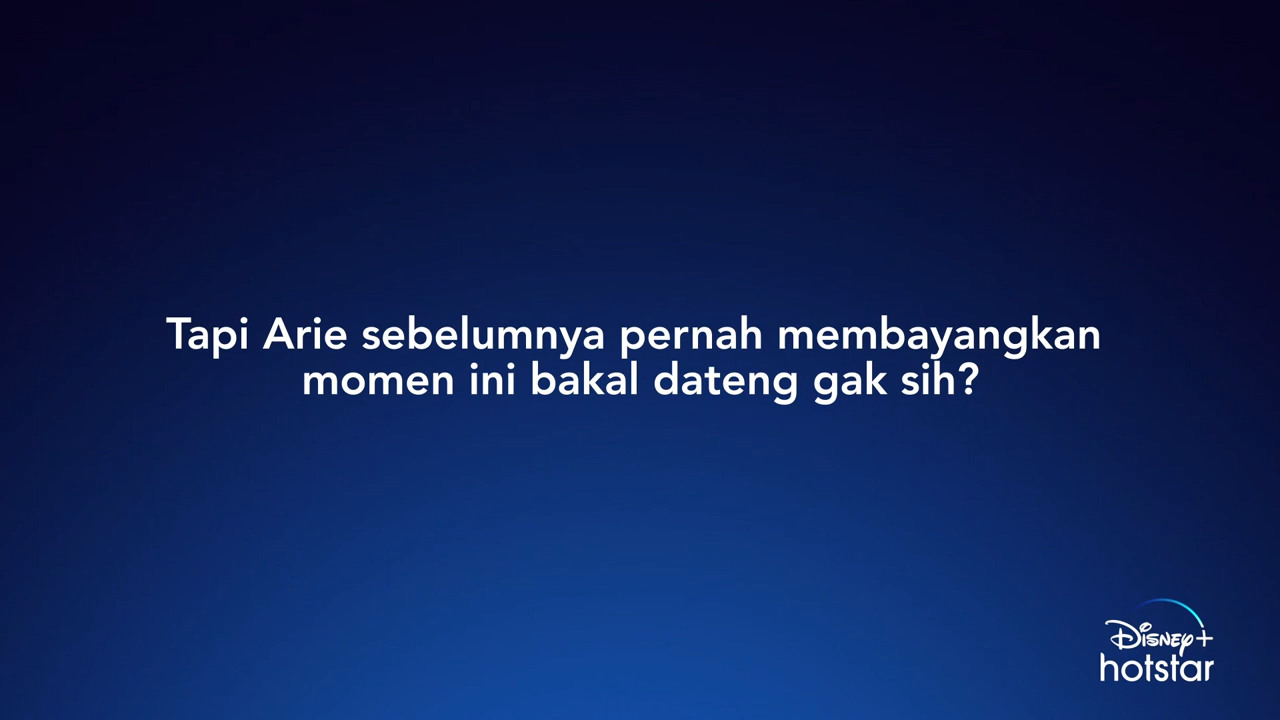 Tapi Arie sebelumnya pernah membayangkan
momen ini bakal dateng gak sih?
Disney+
hotstar